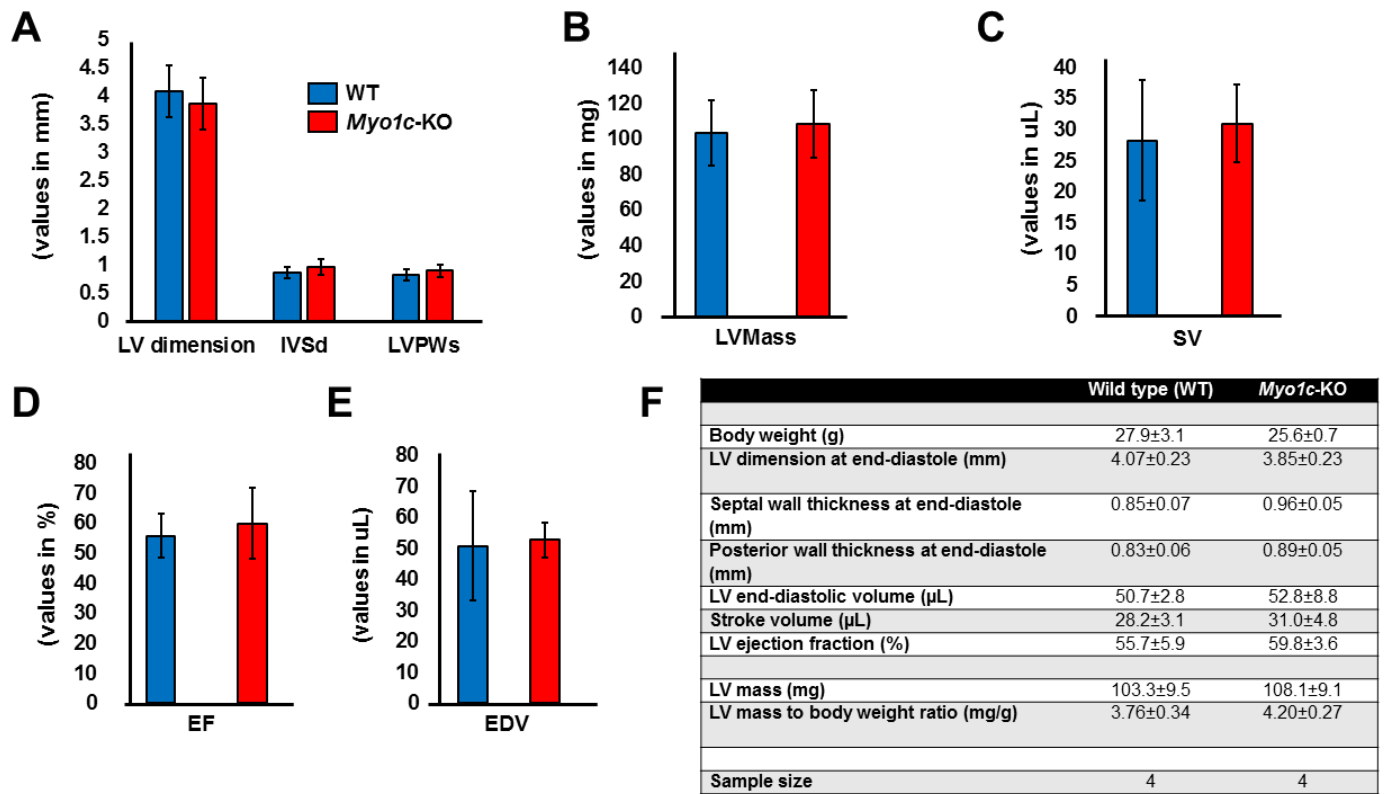 A
(values in mm)
5
4.5
4
3.5
3
2.5
2
1.5
1
0.5
0
WT
Myo1c-KO
LV dimension IVSd LVPWs
B
(values in mg)
140
120
100
80
60
40
20
0
LVMass
C
(values in uL)
40
35
30
25
20
15
10
5
0
SV
D
(values in %)
80
70
60
50
40
30
20
10
0
EF
E
(values in uL)
80
70
60
50
40
30
20
10
0
EDV
F
Wild type (WT) Myo1c-KO
Body weight (g) 27.9±3.1 25.6±0.7
LV dimension at end-diastole (mm) 4.07±0.23 3.85±0.23
Septal wall thickness at end-diastole 0.85±0.07 0.96±0.05
(mm)
Posterior wall thickness at end-diastole 0.83±0.06 0.89±0.05
(mm)
LV end-diastolic volume (µL) 50.7±2.8 52.8±8.8
Stroke volume (µL) 28.2±3.1 31.0±4.8
LV ejection fraction (%) 55.7±5.9 59.8±3.6
LV mass (mg) 103.3±9.5 108.1±9.1
LV mass to body weight ratio (mg/g) 3.76±0.34 4.20±0.27
Sample size 4 4